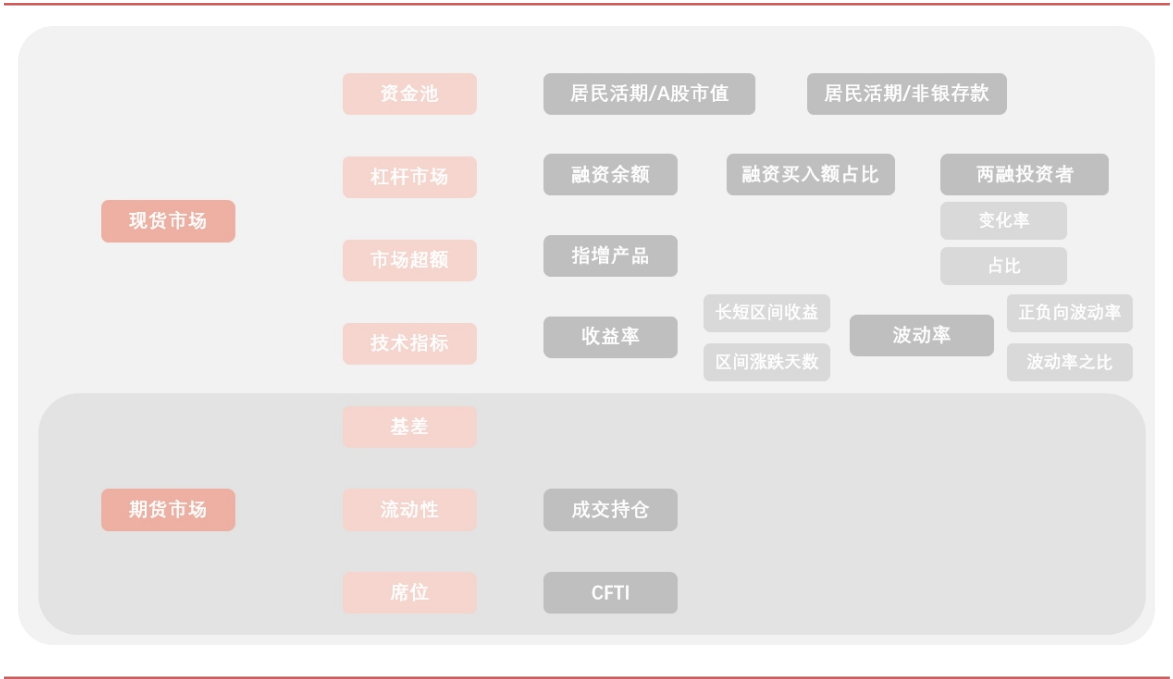 资金池
居民活期/A股市值
居民活期/非银存款
杠杆市场
融资余额
融资买入额占比
两融投资者
变化率
占比
现货市场
市场超额
指增产品
技术指标
收益率
长短区间收益
区间涨跌天数
波动率
正负向波动率
波动率之比
基差
期货市场
流动性
成交持仓
席位
CFTI